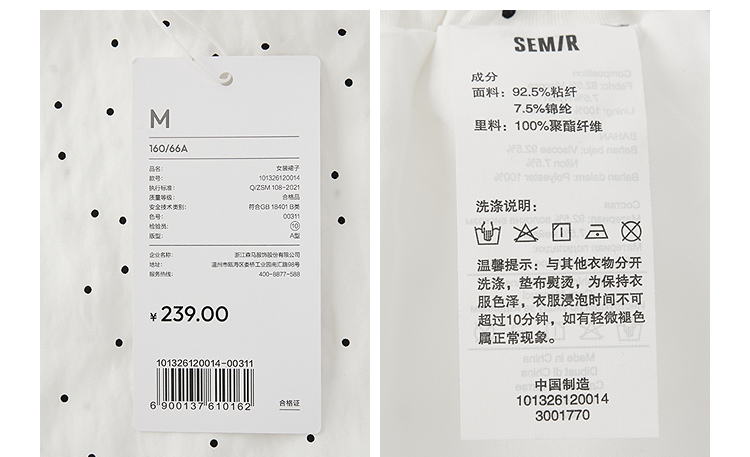 M
160/66A
品名: 女装裙子
款号: 101326120014
执行标准: Q/ZSM 108-2021
质量等级: 合格品
安全技术类别: 符合GB 18401 B类
色号: 00311
检验员: 10
版型: A型
企业名称: 浙江森马服饰股份有限公司
地址: 温州市瓯海区娄桥工业园南汇路98号
服务热线: 400-8877-588
¥ 239.00
101326120014-00311
6 900137 610162
合格证
SEMIR
成分
面料: 92.5%粘纤
7.5%锦纶
里料: 100%聚酯纤维
洗涤说明:
温馨提示: 与其他衣物分开
洗涤, 垫布熨烫, 为保持衣
服色泽, 衣服浸泡时间不可
超过10分钟, 如有轻微褪色
属正常现象。
中国制造
101326120014
3001770